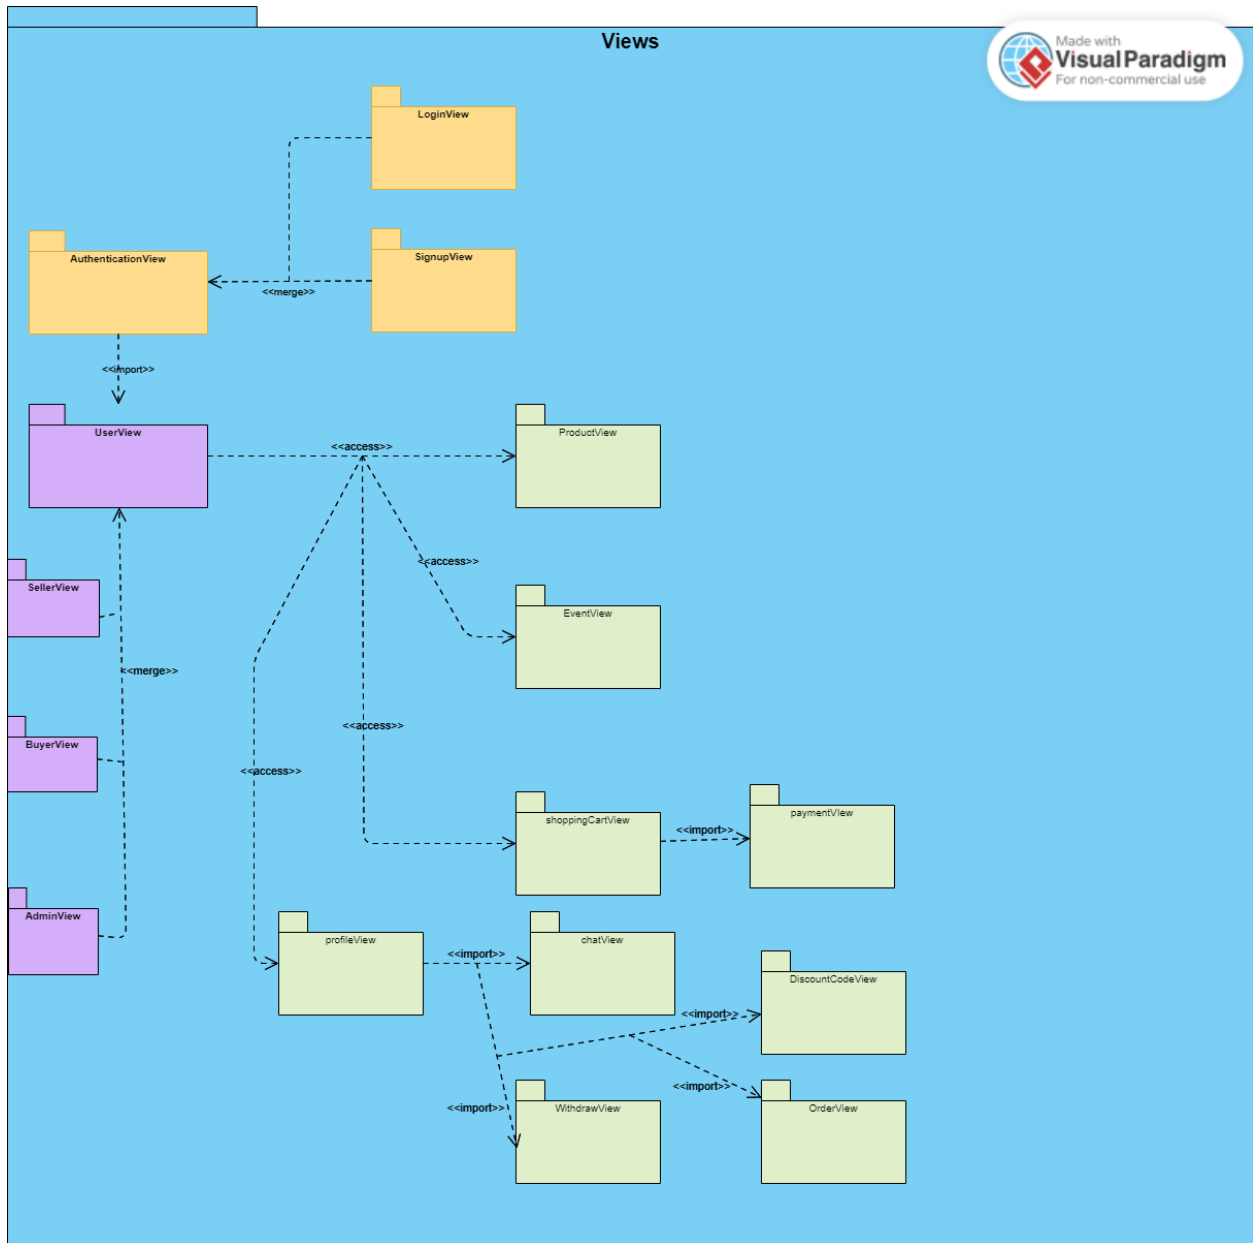 Views
Made with
Visual Paradigm
For non-commercial use
LoginView
AuthenticationView
SignupView
<<merge>>
<<import>>
UserView
<<access>>
ProductView
SellerView
<<access>>
EventView
<<merge>>
BuyerView
<<access>>
<<access>>
shoppingCartView
<<import>>
paymentVIew
AdminView
profileView
<<import>>
chatView
DiscountCodeView
<<import>>
<<import>>
<<import>>
WithdrawView
OrderView